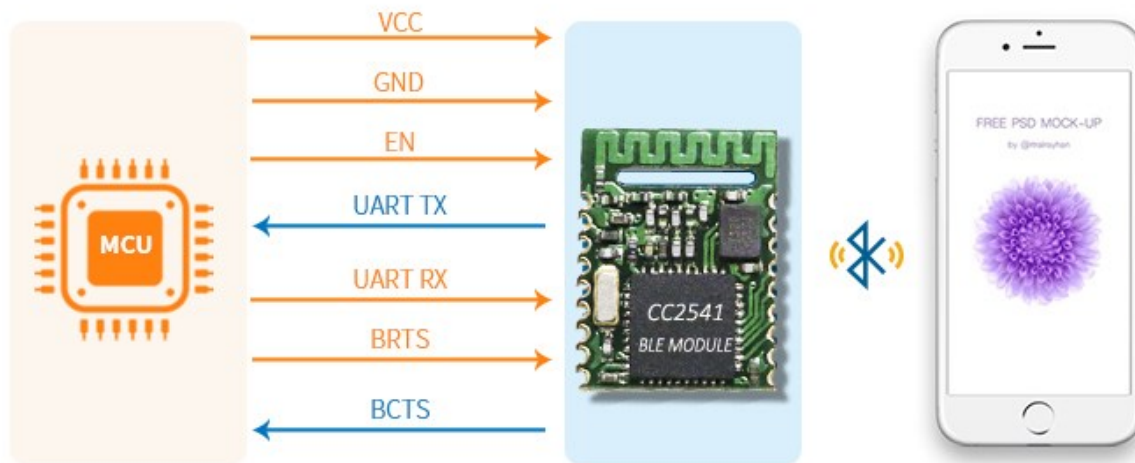 VCC
GND
EN
UART TX
UART RX
BRTS
BCTS
MCU
CC2541
BLE MODULE
FREE PSD MOCK-UP